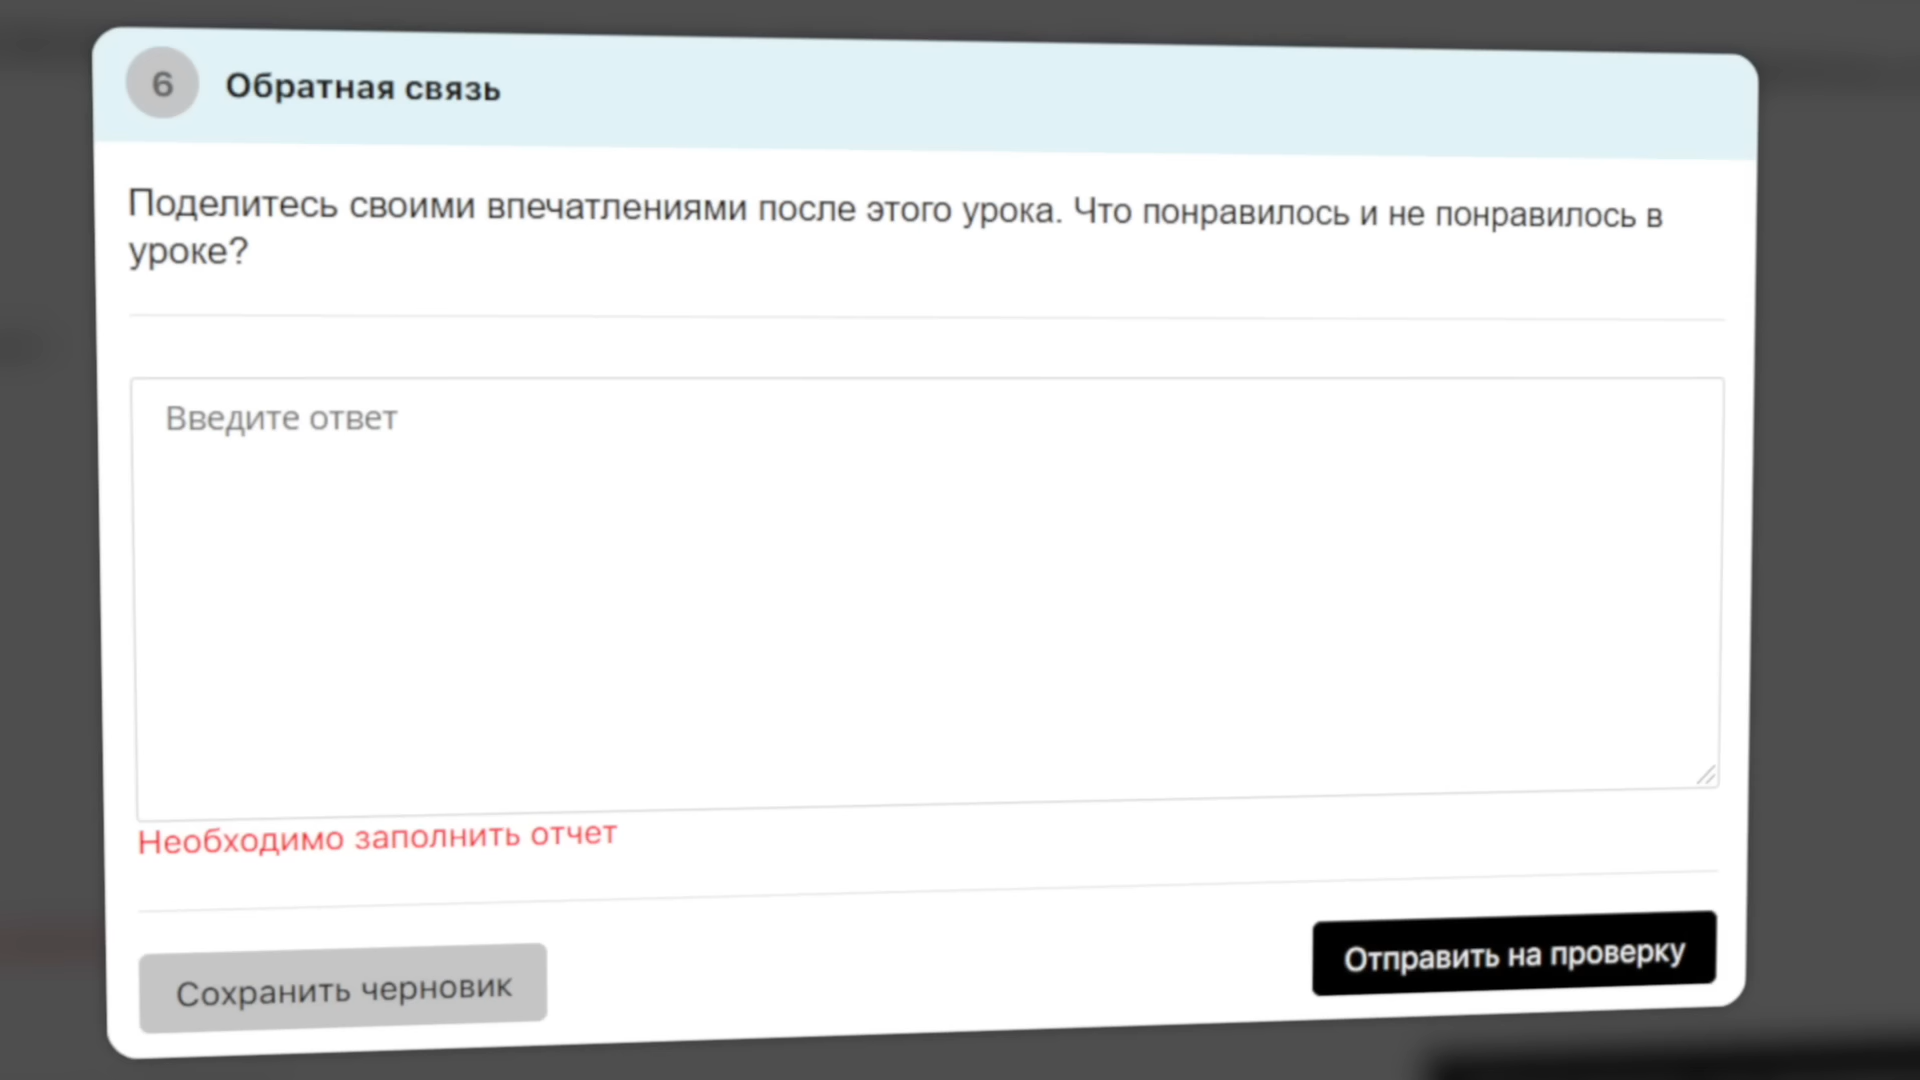 6
Обратная связь
Поделитесь своими впечатлениями после этого урока. Что понравилось и не понравилось в
уроке?
Введите ответ
Необходимо заполнить отчет
Сохранить черновик
Отправить на проверку